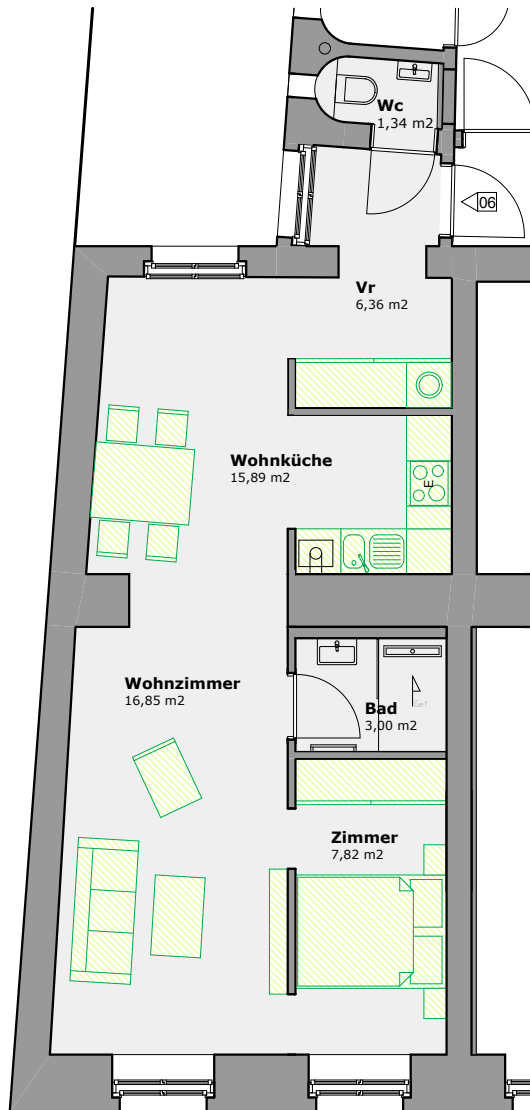 Wc
1,34 m2
06
Vr
6,36 m2
Wohnküche
15,89 m2
E
Wohnzimmer
16,85 m2
Bad
3,00 m2
Gef.
Zimmer
7,82 m2